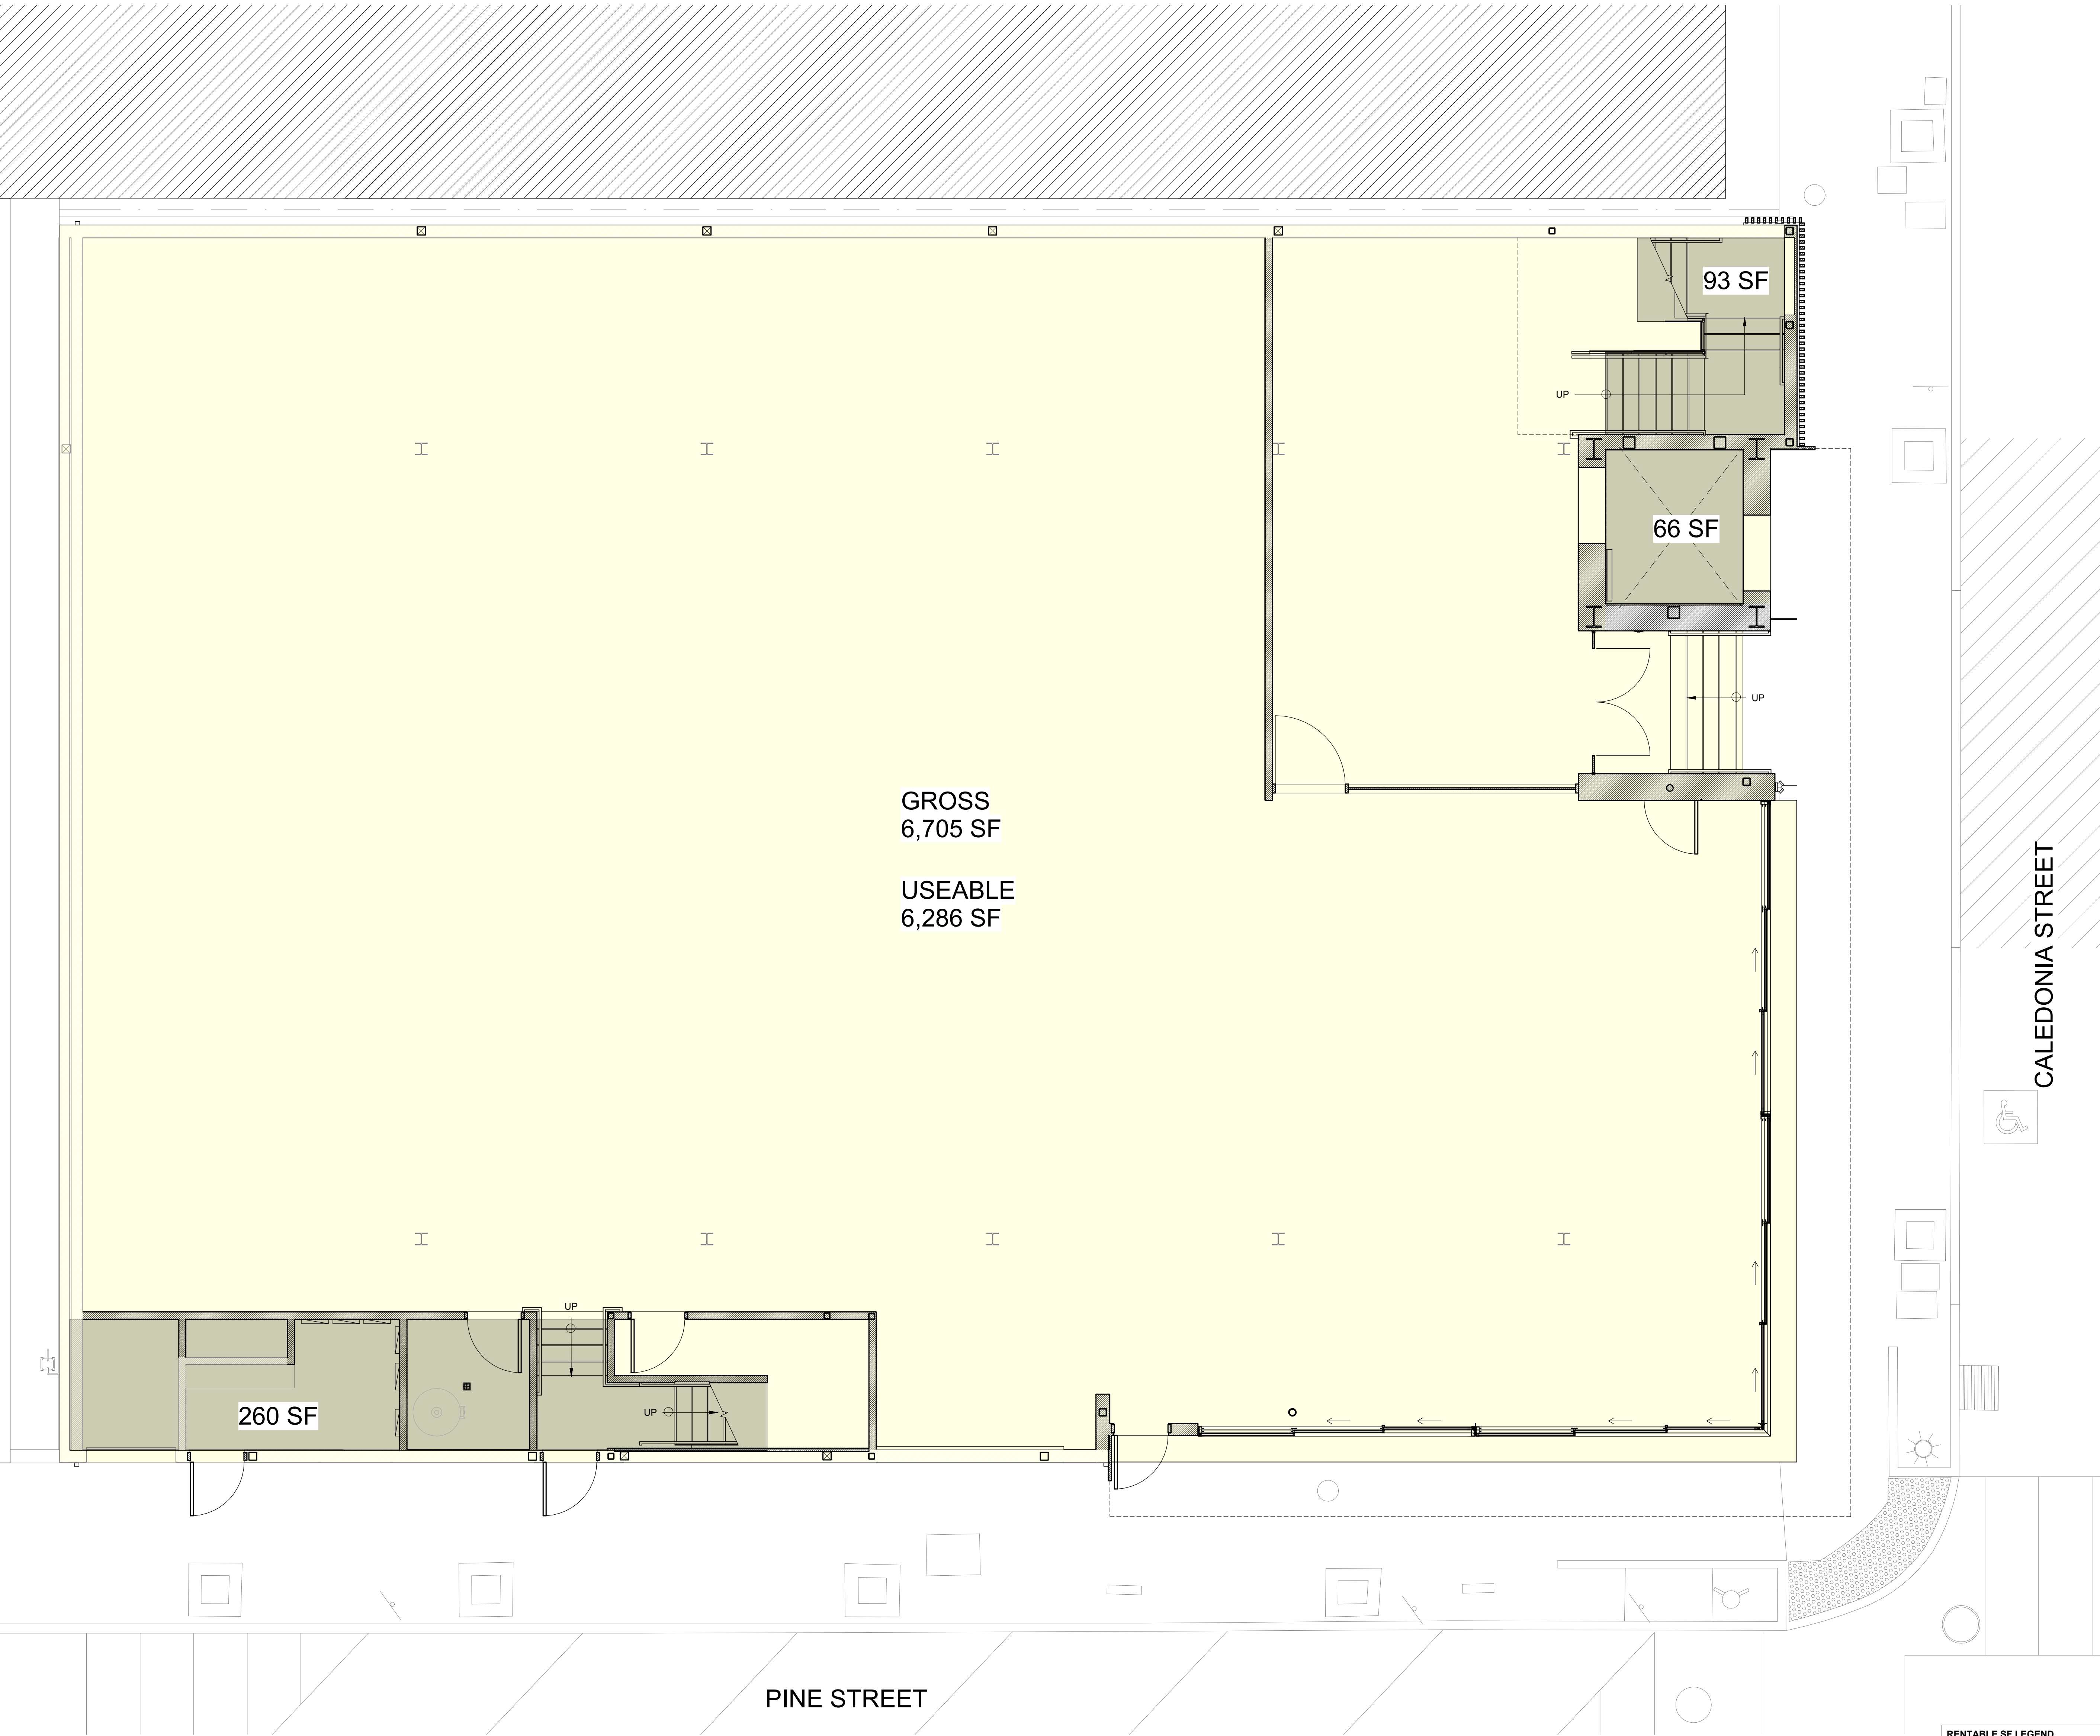 93 SF
UP
66 SF
UP
GROSS
6,705 SF
USEABLE
6,286 SF
CALEDONIA STREET
UP
UP
260 SF
PINE STREET
RENTABLE SF LEGEND